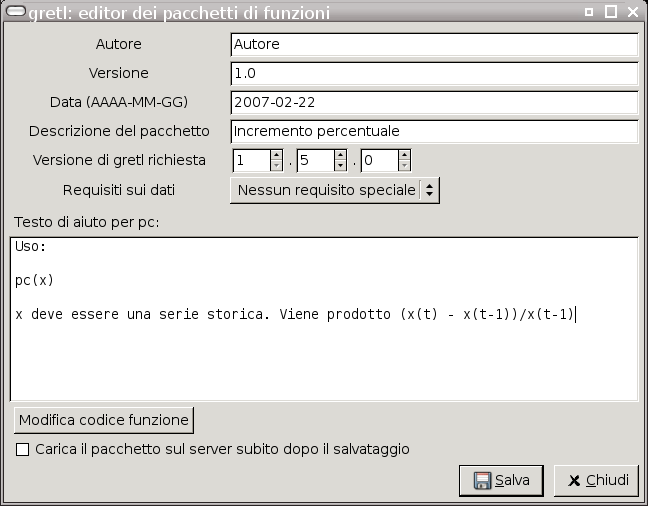 gretl: editor dei pacchetti di funzioni
Autore Autore
Versione 1.0
Data (AAAA-MM-GG) 2007-02-22
Descrizione del pacchetto Incremento percentuale
Versione di gretl richiesta 1 . 5 . 0
Requisiti sui dati Nessun requisito speciale
Testo di aiuto per pc:
Uso:
pc(x)
x deve essere una serie storica. Viene prodotto (x(t) - x(t-1))/x(t-1)
Modifica codice funzione
Carica il pacchetto sul server subito dopo il salvataggio
Salva Chiudi